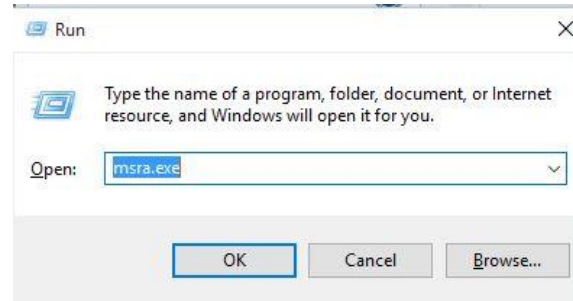 Run
Type the name of a program, folder, document, or Internet
resource, and Windows will open it for you.
Open:
msra.exe
OK
Cancel
Browse...